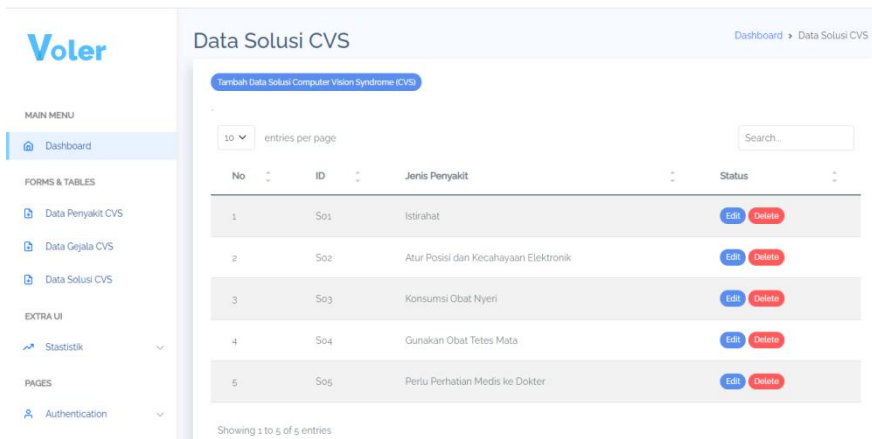 Voler
MAIN MENU
Dashboard
FORMS & TABLES
Data Penyakit CVS
Data Gejala CVS
Data Solusi CVS
EXTRA UI
Stastistik
PAGES
Authentication
Data Solusi CVS
Dashboard › Data Solusi CVS
Tambah Data Solusi Computer Vision Syndrome (CVS)
10 entries per page
Search...
No ID Jenis Penyakit Status
1 S01 Istirahat Edit Delete
2 S02 Atur Posisi dan Kecahayaan Elektronik Edit Delete
3 S03 Konsumsi Obat Nyeri Edit Delete
4 S04 Gunakan Obat Tetes Mata Edit Delete
5 S05 Perlu Perhatian Medis ke Dokter Edit Delete
Showing 1 to 5 of 5 entries